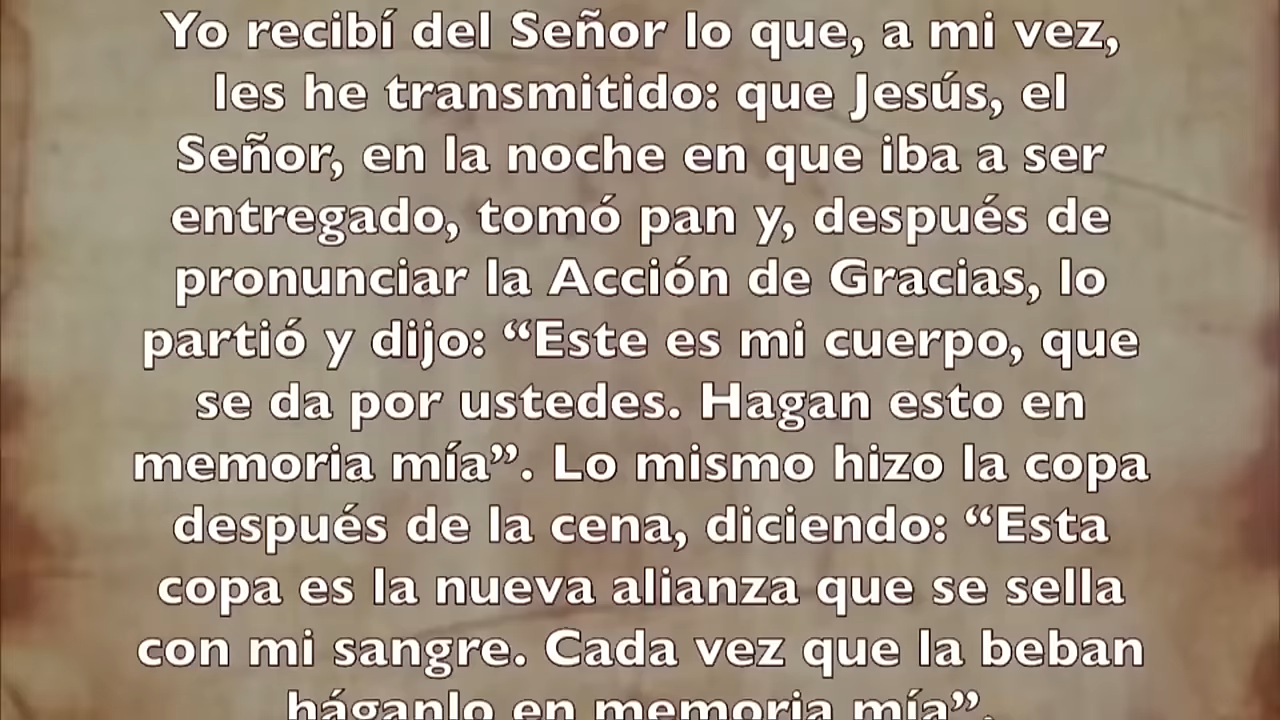 Yo recibí del Señor lo que, a mi vez,
les he transmitido: que Jesús, el
Señor, en la noche en que iba a ser
entregado, tomó pan y, después de
pronunciar la Acción de Gracias, lo
partió y dijo: “Este es mi cuerpo, que
se da por ustedes. Hagan esto en
memoria mía”. Lo mismo hizo la copa
después de la cena, diciendo: “Esta
copa es la nueva alianza que se sella
con mi sangre. Cada vez que la beban
háganlo en memoria mía”.